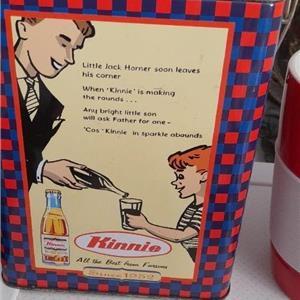 Little Jack Horner soon leaves
his corner
When 'Kinnie' is making
the rounds . . .
Any bright little son
will ask Father for one –
'Cos 'Kinnie in sparkle abounds
Kinnie
Kinnie
All the Best from Farsons
Since 1952